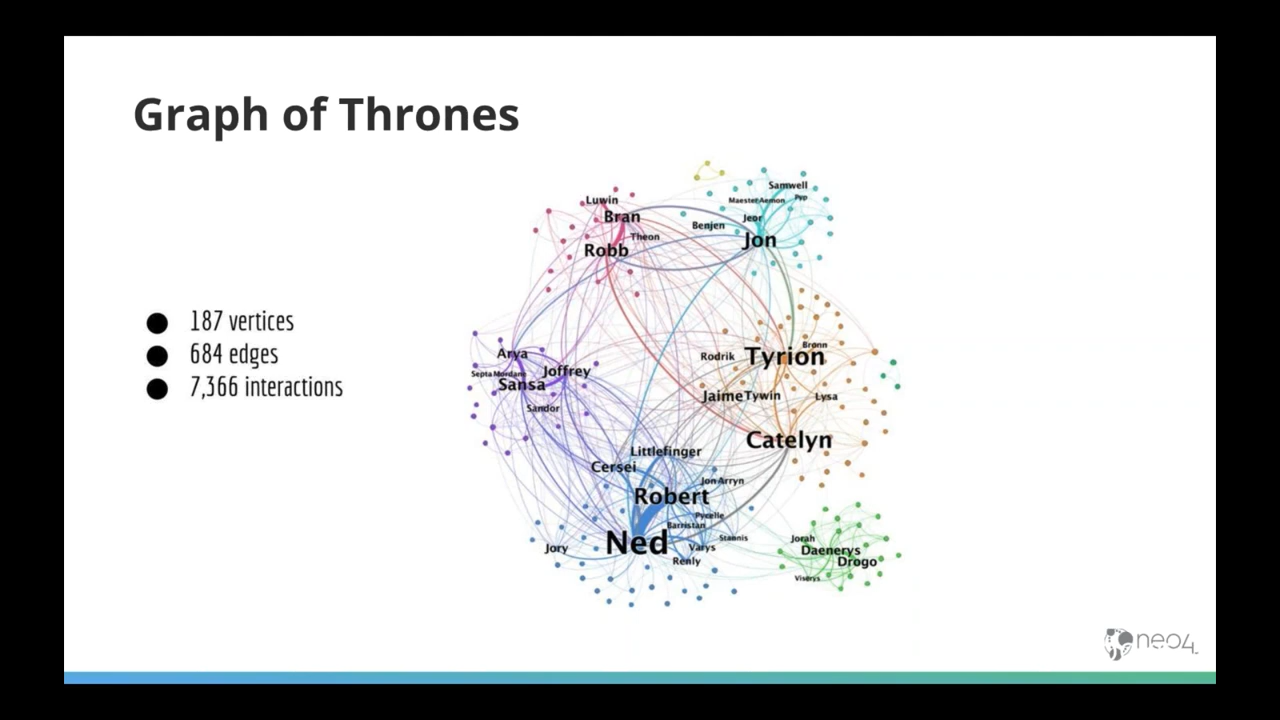 Graph of Thrones
● 187 vertices
● 684 edges
● 7,366 interactions
Samwell
Luwin
MaesterAemon
Pyp
Bran
Jeor
Benjen
Theon
Jon
Robb
Bronn
Arya
Rodrik
Tyrion
Joffrey
Septa Mordane
Sansa
Jaime
Tywin
Lysa
Sandor
Catelyn
Littlefinger
Cersei
Jon Arryn
Robert
Pycelle
Barristan
Stannis
Jorah
Ned
Jory
Varys
Daenerys
Renly
Drogo
Viserys
neo4j